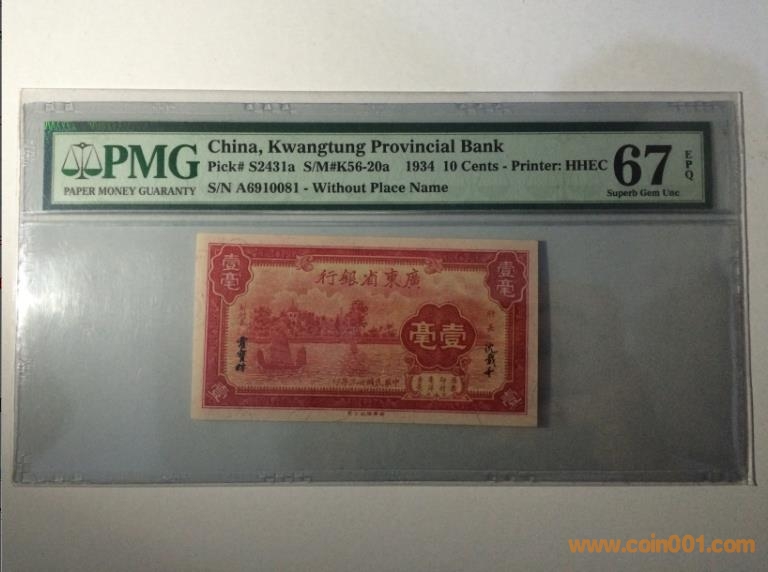 PMG
PAPER MONEY GUARANTY
China, Kwangtung Provincial Bank
Pick# S2431a S/M#K56-20a 1934 10 Cents - Printer: HHEC
S/N A6910081 - Without Place Name
67
EPQ
Superb Gem Unc
行銀省東廣
壹毫
壹毫
毫壹
行長
www.coin001.com